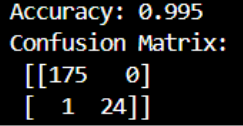 Accuracy: 0.995
Confusion Matrix:
[[175   0]
[  1  24]]